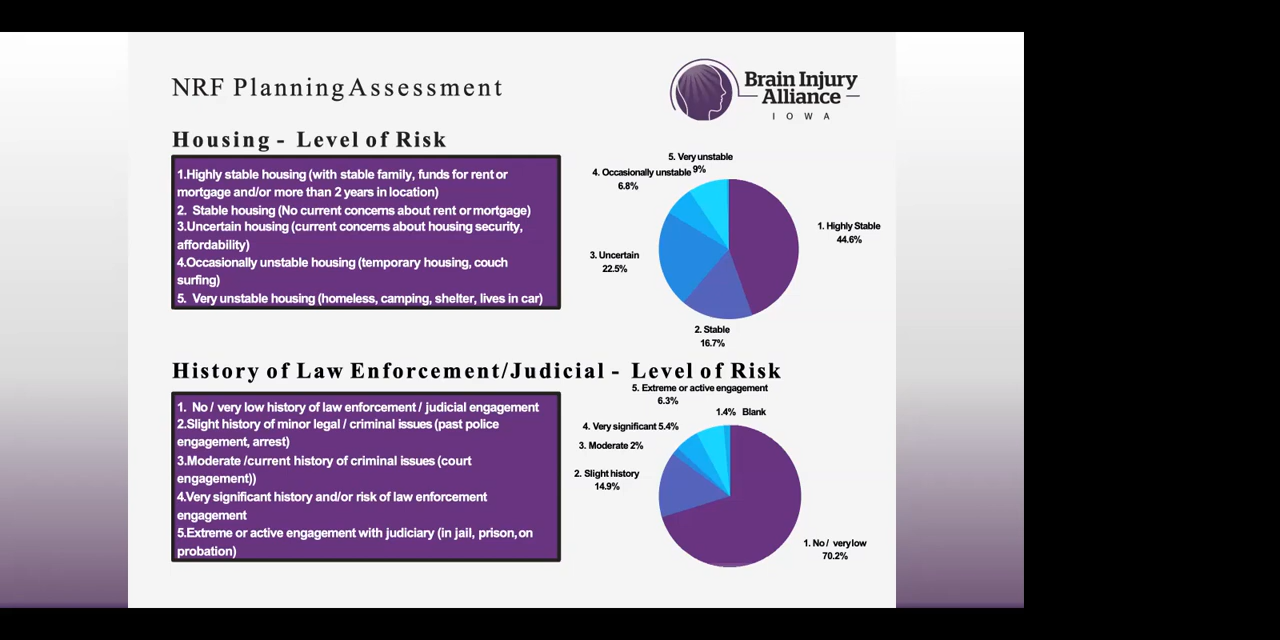 NRF Planning Assessment
Brain Injury
Alliance
IOWA
Housing - Level of Risk
1.Highly stable housing (with stable family, funds for rent or
mortgage and/or more than 2 years in location)
2. Stable housing (No current concerns about rent or mortgage)
3.Uncertain housing (current concerns about housing security,
affordability)
4.Occasionally unstable housing (temporary housing, couch
surfing)
5. Very unstable housing (homeless, camping, shelter, lives in car)
5. Very unstable
9%
4. Occasionally unstable
6.8%
1. Highly Stable
44.6%
3. Uncertain
22.5%
2. Stable
16.7%
History of Law Enforcement/Judicial - Level of Risk
1. No / very low history of law enforcement / judicial engagement
2.Slight history of minor legal / criminal issues (past police
engagement, arrest)
3.Moderate /current history of criminal issues (court
engagement))
4.Very significant history and/or risk of law enforcement
engagement
5.Extreme or active engagement with judiciary (in jail, prison, on
probation)
5. Extreme or active engagement
6.3%
1.4% Blank
4. Very significant 5.4%
3. Moderate 2%
2. Slight history
14.9%
1. No / very low
70.2%